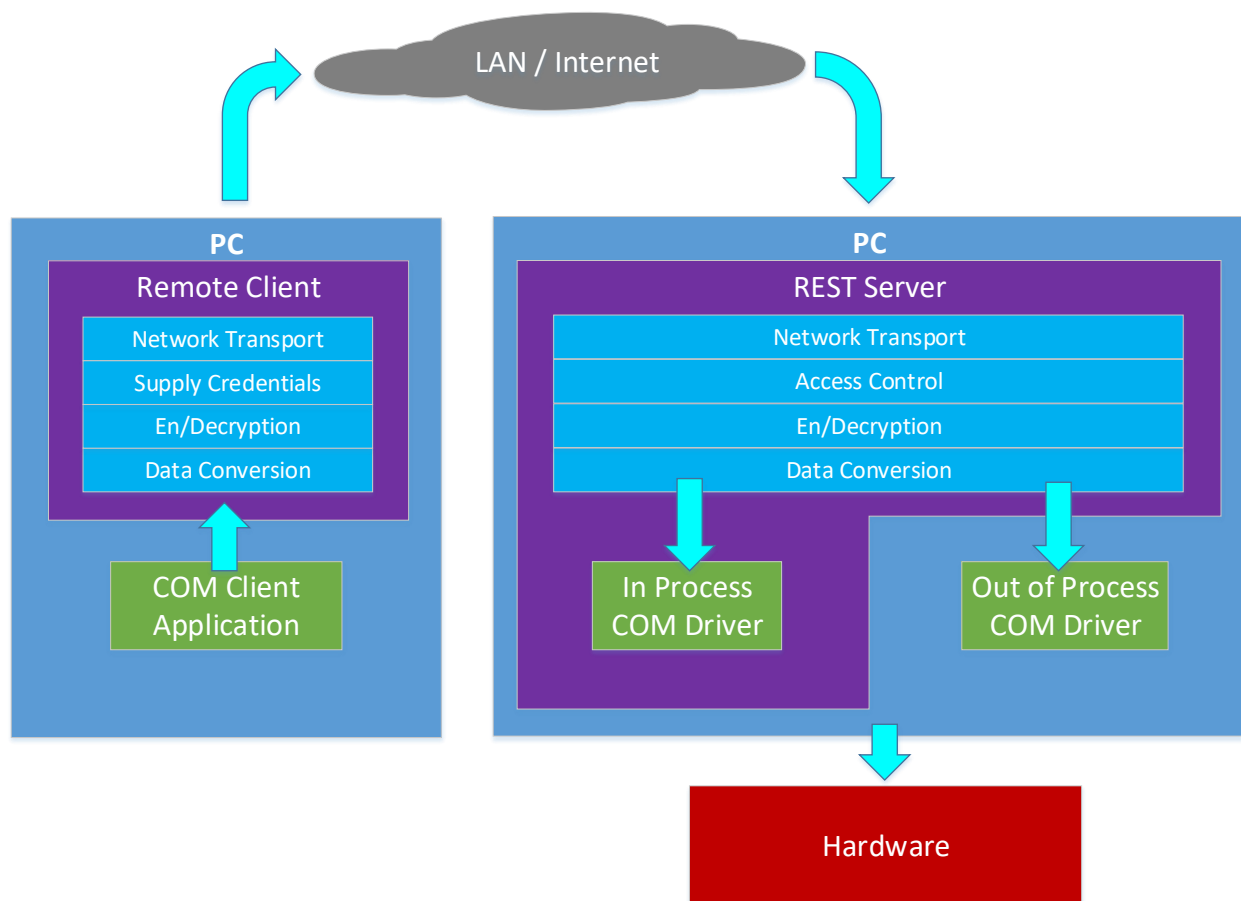 LAN / Internet
PC
Remote Client
Network Transport
Supply Credentials
En/Decryption
Data Conversion
COM Client
Application
PC
REST Server
Network Transport
Access Control
En/Decryption
Data Conversion
In Process
COM Driver
Out of Process
COM Driver
Hardware